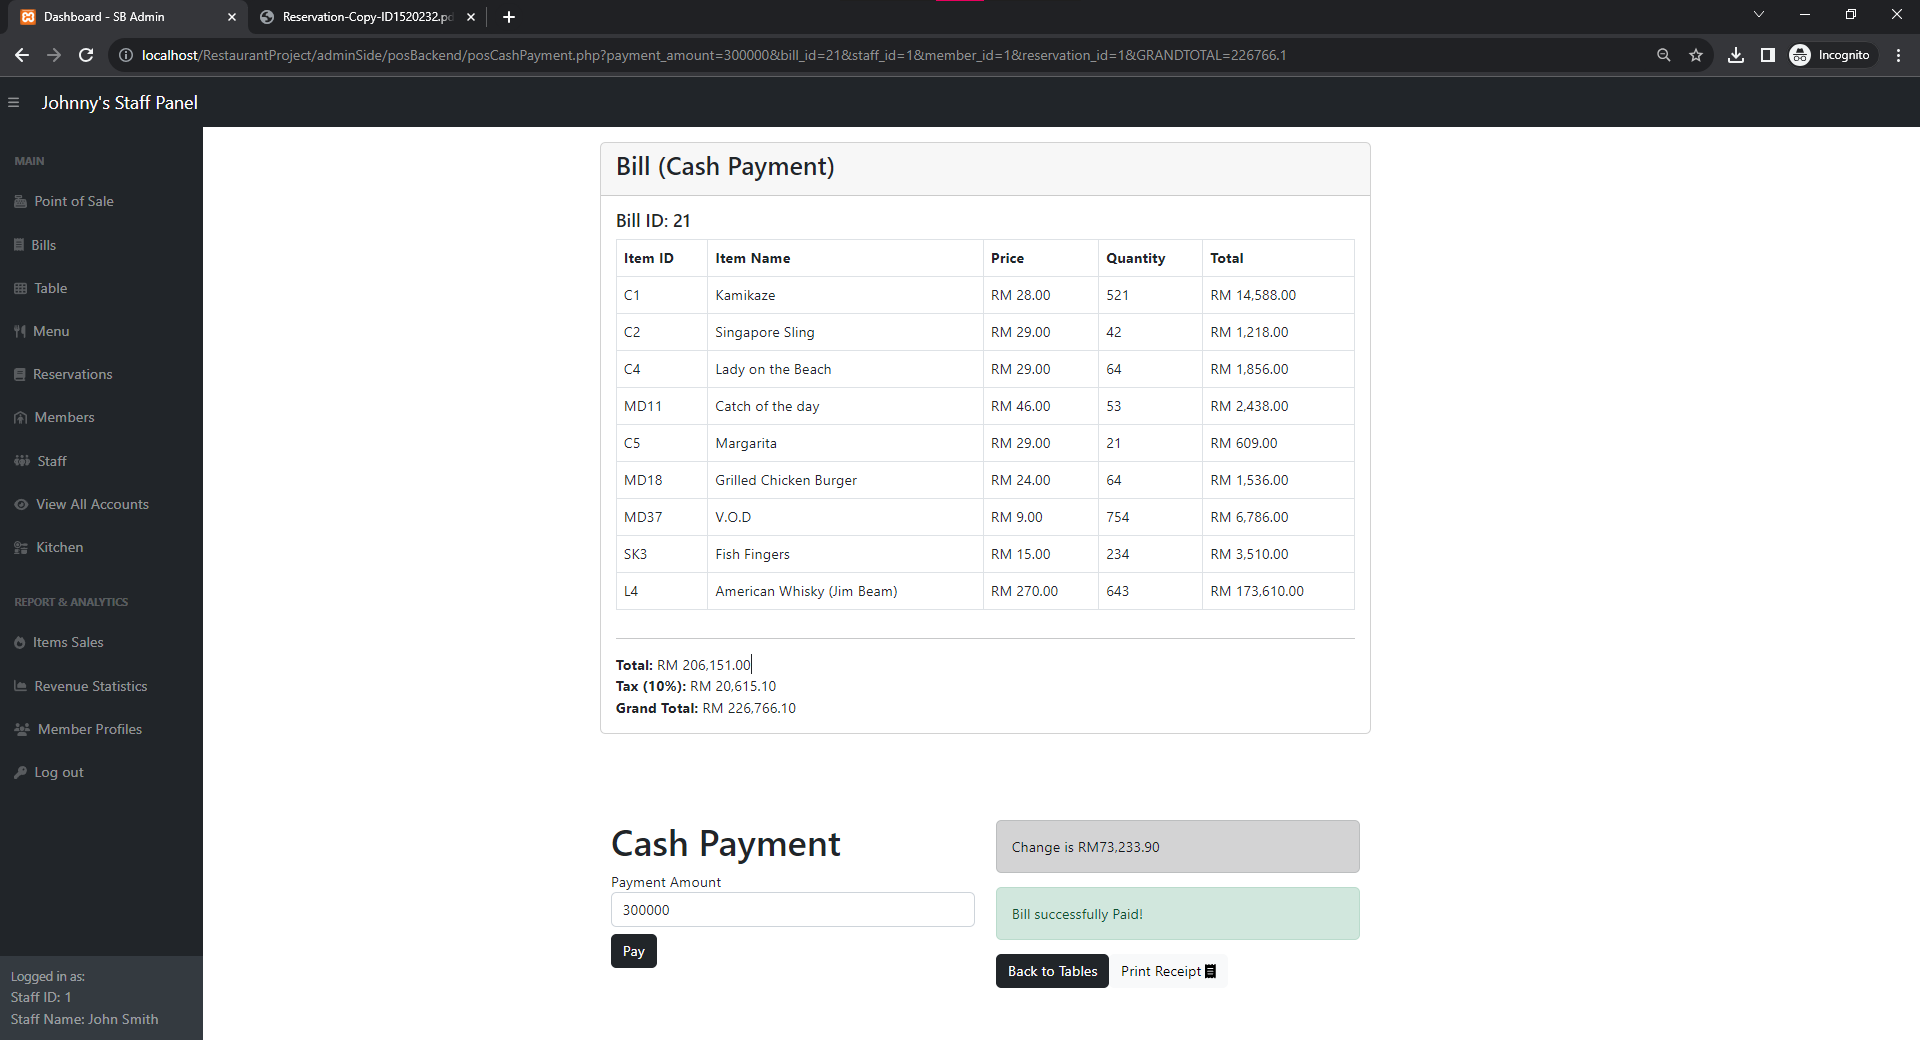 Dashboard - SB Admin
Reservation-Copy-ID1520232.pd
localhost/RestaurantProject/adminSide/posBackend/posCashPayment.php?payment_amount=300000&bill_id=21&staff_id=1&member_id=1&reservation_id=1&GRANDTOTAL=226766.1
Incognito
Johnny's Staff Panel
MAIN
Point of Sale
Bills
Table
Menu
Reservations
Members
Staff
View All Accounts
Kitchen
REPORT & ANALYTICS
Items Sales
Revenue Statistics
Member Profiles
Log out
Logged in as:
Staff ID: 1
Staff Name: John Smith
Bill (Cash Payment)
Bill ID: 21
Item ID Item Name Price Quantity Total
C1 Kamikaze RM 28.00 521 RM 14,588.00
C2 Singapore Sling RM 29.00 42 RM 1,218.00
C4 Lady on the Beach RM 29.00 64 RM 1,856.00
MD11 Catch of the day RM 46.00 53 RM 2,438.00
C5 Margarita RM 29.00 21 RM 609.00
MD18 Grilled Chicken Burger RM 24.00 64 RM 1,536.00
MD37 V.O.D RM 9.00 754 RM 6,786.00
SK3 Fish Fingers RM 15.00 234 RM 3,510.00
L4 American Whisky (Jim Beam) RM 270.00 643 RM 173,610.00
Total: RM 206,151.00
Tax (10%): RM 20,615.10
Grand Total: RM 226,766.10
Cash Payment
Payment Amount
300000
Pay
Change is RM73,233.90
Bill successfully Paid!
Back to Tables
Print Receipt